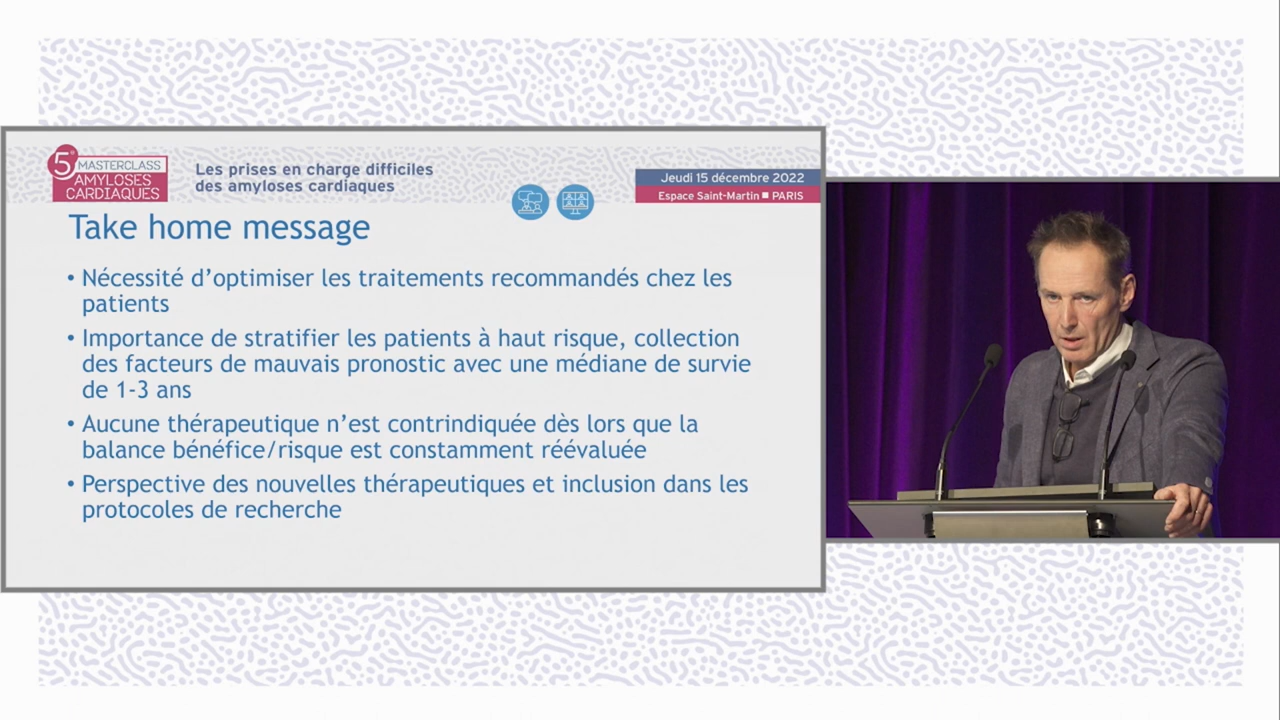 5e MASTERCLASS
AMYLOSES
CARDIAQUES
Les prises en charge difficiles
des amyloses cardiaques
Jeudi 15 décembre 2022
Espace Saint-Martin ■ PARIS
Take home message
• Nécessité d’optimiser les traitements recommandés chez les
patients
• Importance de stratifier les patients à haut risque, collection
des facteurs de mauvais pronostic avec une médiane de survie
de 1-3 ans
• Aucune thérapeutique n’est contrindiquée dès lors que la
balance bénéfice/risque est constamment réévaluée
• Perspective des nouvelles thérapeutiques et inclusion dans les
protocoles de recherche